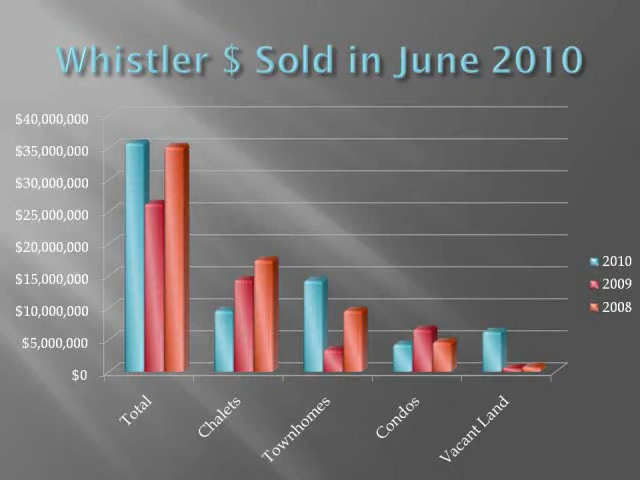 Whistler $ Sold in June 2010
$40,000,000
$35,000,000
$30,000,000
$25,000,000
$20,000,000
$15,000,000
$10,000,000
$5,000,000
$0
Total
Chalets
Townhomes
Condos
Vacant Land
2010
2009
2008